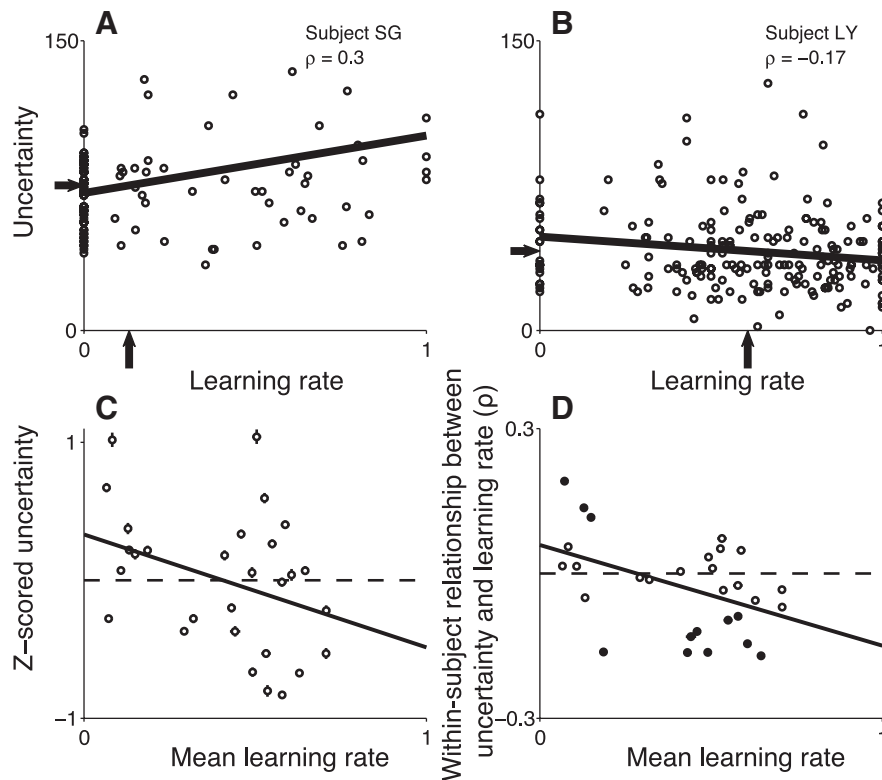 A
Subject SG
ρ = 0.3
150
Uncertainty
0
0
1
Learning rate
B
Subject LY
ρ = −0.17
150
0
0
1
Learning rate
C
1
Z−scored uncertainty
−1
0
1
Mean learning rate
D
0.3
Within-subject relationship between
uncertainty and learning rate (ρ)
−0.3
0
1
Mean learning rate